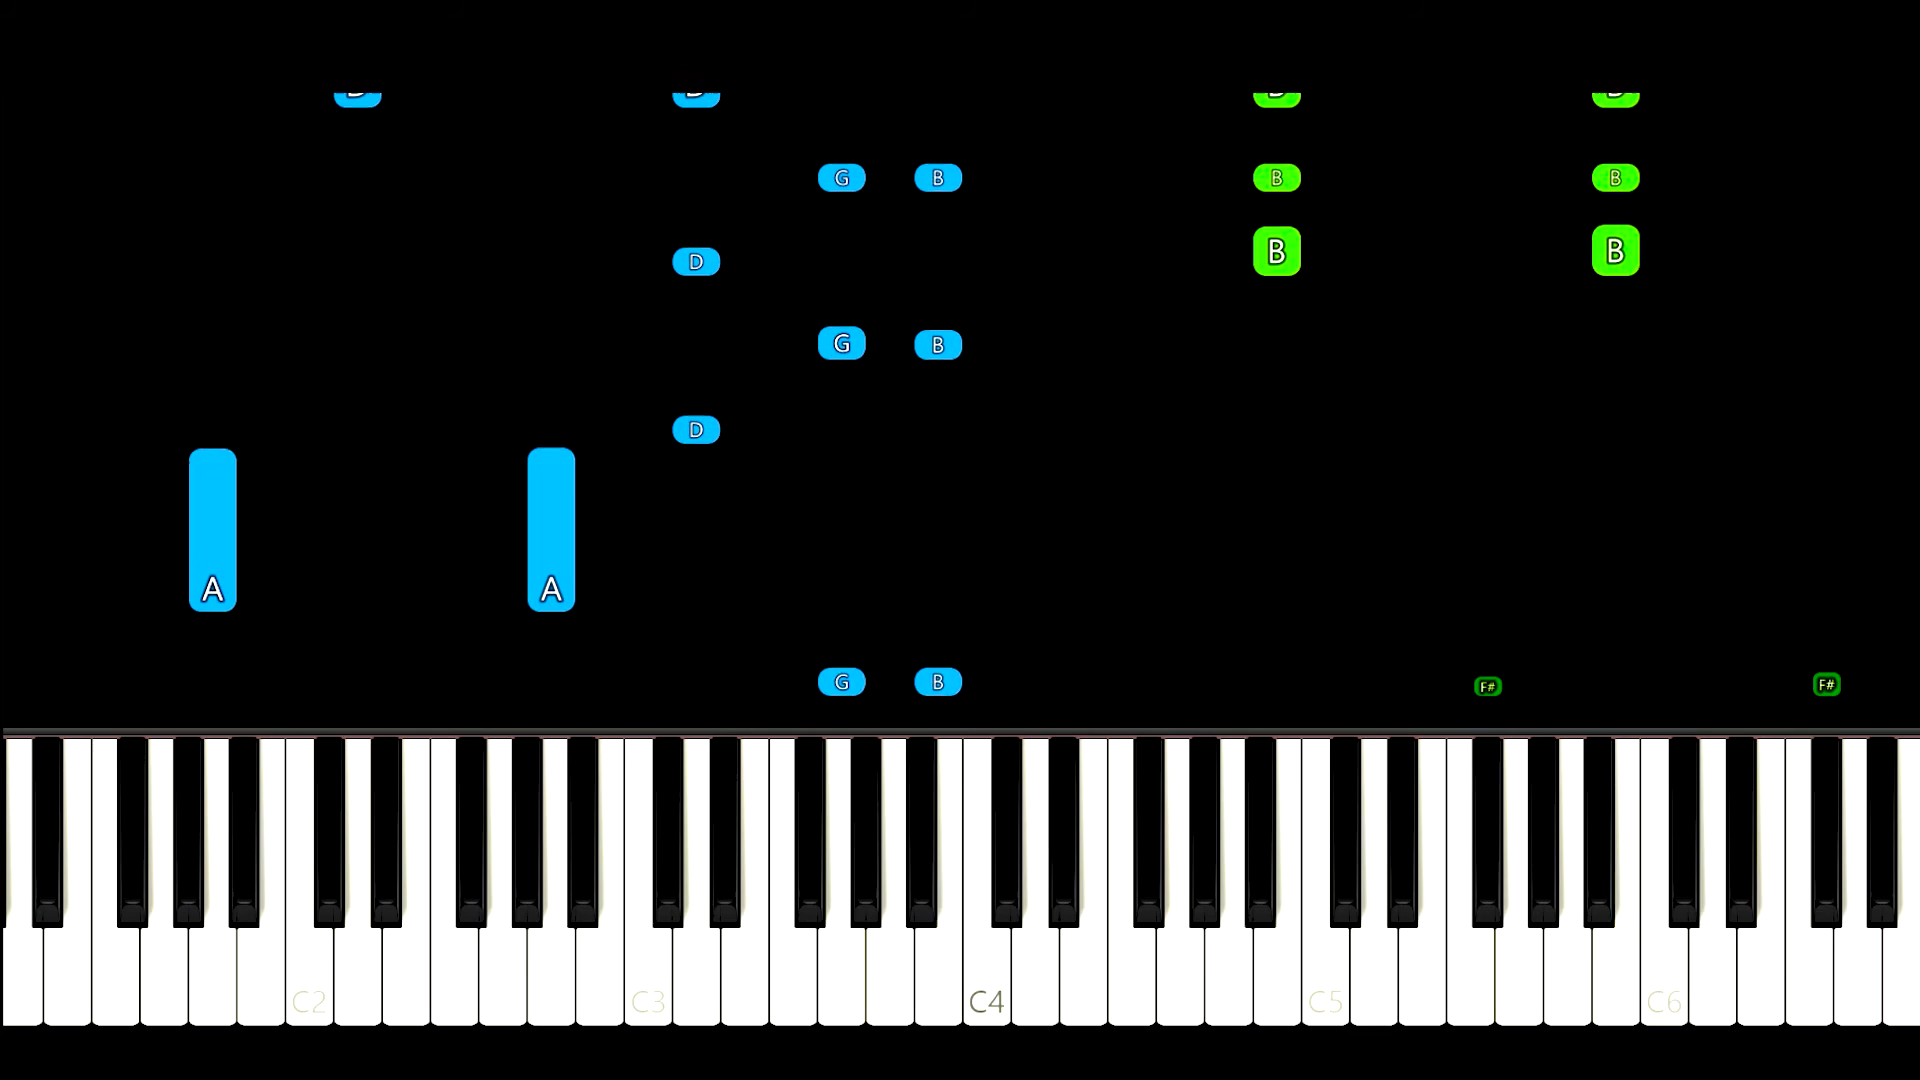 G B B B
B B
D
G B
D
A A
G B F# F#
C2 C3 C4 C5 C6